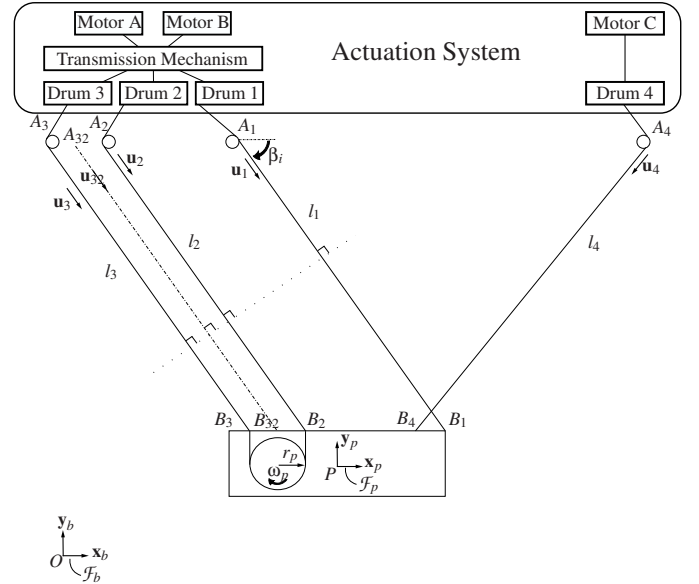 Motor A Motor B Motor C
Actuation System
Transmission Mechanism
Drum 3 Drum 2 Drum 1 Drum 4
A3 A32 A2 A1 A4
βi
u3 u32 u2 u1 u4
l1
l2
l3
l4
B3 B32 B2 B4 B1
rp
ωp
yp
P xp
Fp
yb
O xb
Fb